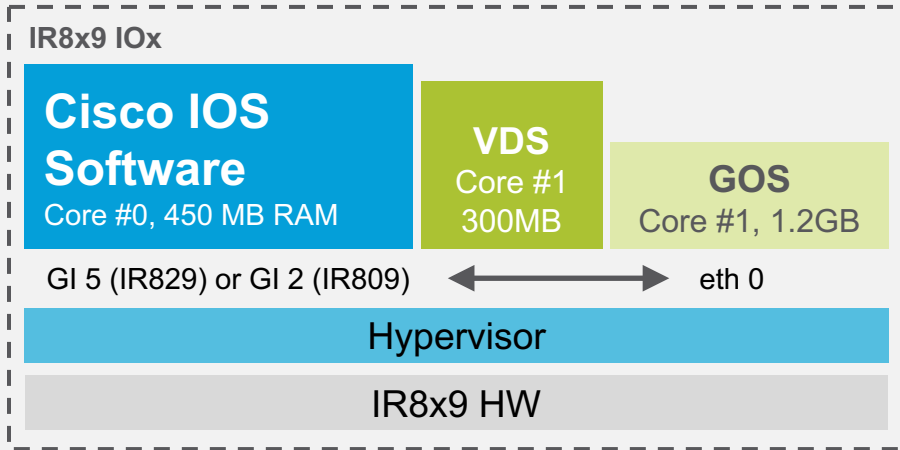 IR8x9 IOx
Cisco IOS
Software
Core #0, 450 MB RAM
VDS
Core #1
300MB
GOS
Core #1, 1.2GB
GI 5 (IR829) or GI 2 (IR809)
eth 0
Hypervisor
IR8x9 HW